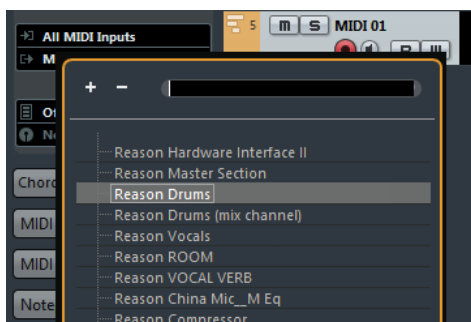 All MIDI Inputs
5 m S MIDI 01
R W
M
+ −
Of
Reason Hardware Interface II
Reason Master Section
Chord
Reason Drums
Reason Drums (mix channel)
MIDI
Reason Vocals
Reason ROOM
MIDI
Reason VOCAL VERB
Reason China Mic__M Eq
Note
Reason Compressor